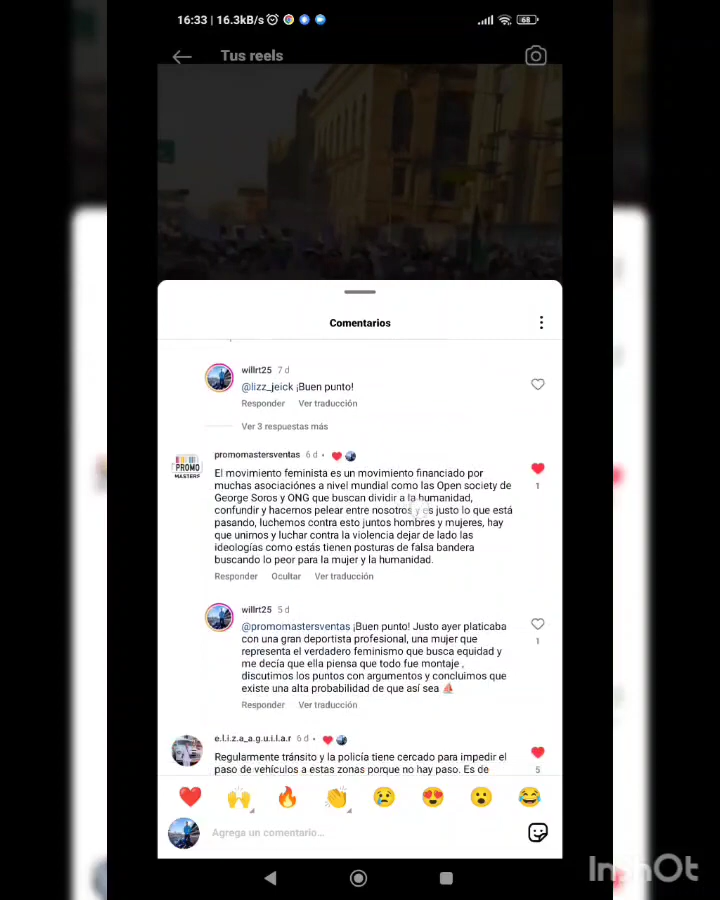 16:33 | 16.3kB/s
68
Tus reels
Comentarios
willrt25 7 d
@lizz_jeick ¡Buen punto!
Responder Ver traducción
Ver 3 respuestas más
promomastersventas 6 d •
PROMO
MASTERS
El movimiento feminista es un movimiento financiado por
muchas asociaciónes a nivel mundial como las Open society de
George Soros y ONG que buscan dividir a la humanidad,
confundir y hacernos pelear entre nosotros y es justo lo que está
pasando, luchemos contra esto juntos hombres y mujeres, hay
que unirnos y luchar contra la violencia dejar de lado las
ideologías como estás tienen posturas de falsa bandera
buscando lo peor para la mujer y la humanidad.
1
Responder Ocultar Ver traducción
willrt25 5 d
@promomastersventas ¡Buen punto! Justo ayer platicaba
con una gran deportista profesional, una mujer que
representa el verdadero feminismo que busca equidad y
me decía que ella piensa que todo fue montaje ,
discutimos los puntos con argumentos y concluimos que
existe una alta probabilidad de que así sea
1
Responder Ver traducción
e.l.i.z.a_a.g.u.i.l.a.r 6 d •
Regularmente tránsito y la policía tiene cercado para impedir el
paso de vehículos a estas zonas porque no hay paso. Es de
5
Agrega un comentario...
InShOt